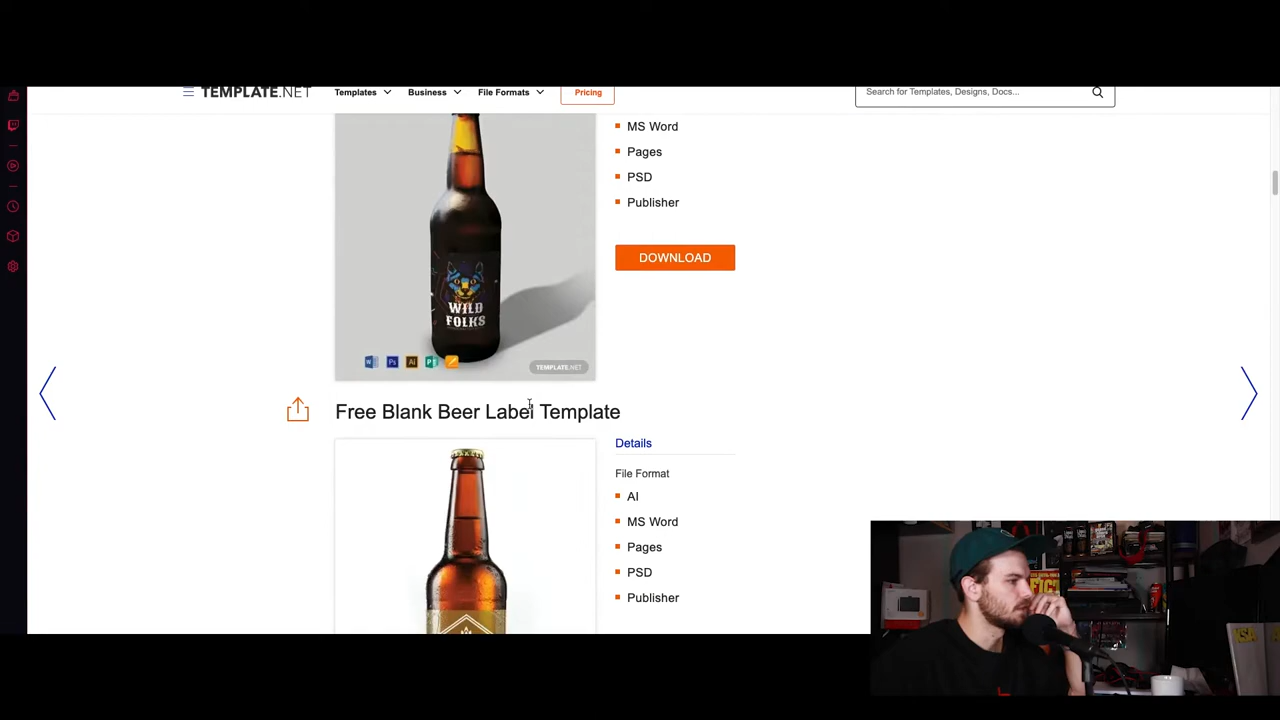 TEMPLATE.NET
Templates
Business
File Formats
Pricing
Search for Templates, Designs, Docs...
MS Word
Pages
PSD
Publisher
DOWNLOAD
WILD
FOLKS
TEMPLATE.NET
Free Blank Beer Label Template
Details
File Format
AI
MS Word
Pages
PSD
Publisher